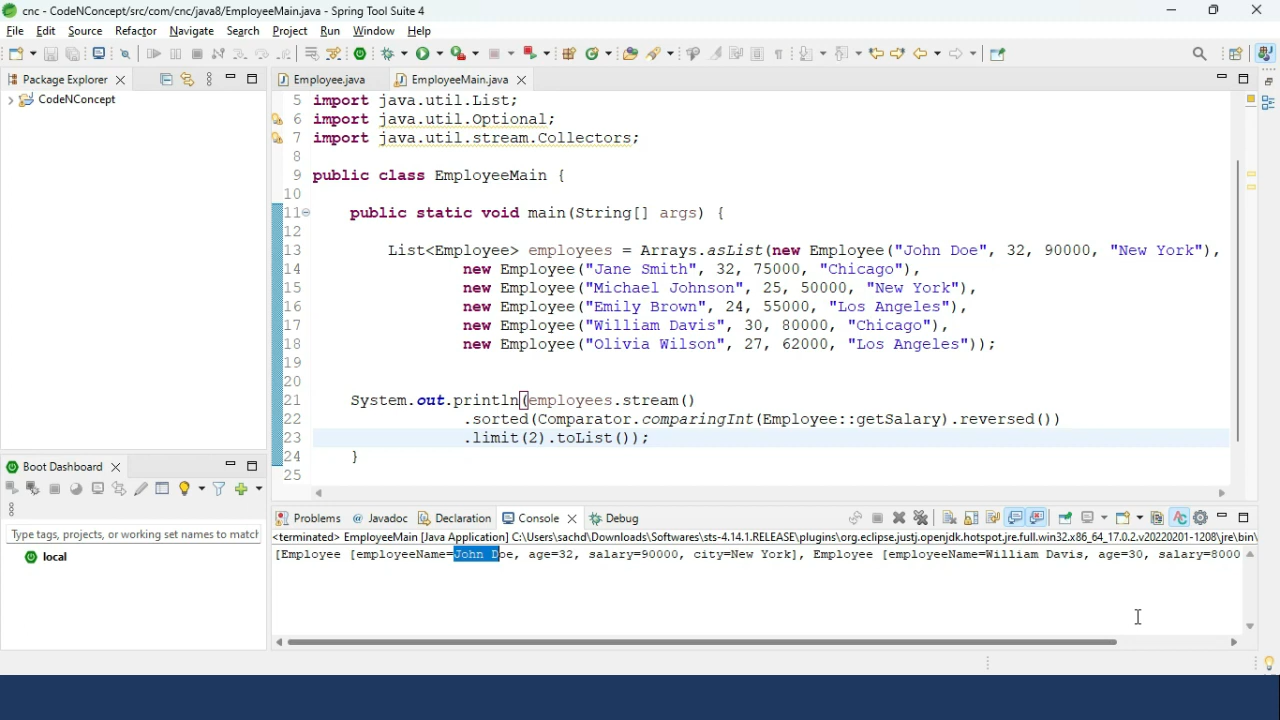 cnc - CodeNConcept/src/com/cnc/java8/EmployeeMain.java - Spring Tool Suite 4
File Edit Source Refactor Navigate Search Project Run Window Help
Package Explorer
CodeNConcept
Employee.java
EmployeeMain.java
5 import java.util.List;
6 import java.util.Optional;
7 import java.util.stream.Collectors;
8
9 public class EmployeeMain {
10
11 public static void main(String[] args) {
12
13 List<Employee> employees = Arrays.asList(new Employee("John Doe", 32, 90000, "New York"),
14 new Employee("Jane Smith", 32, 75000, "Chicago"),
15 new Employee("Michael Johnson", 25, 50000, "New York"),
16 new Employee("Emily Brown", 24, 55000, "Los Angeles"),
17 new Employee("William Davis", 30, 80000, "Chicago"),
18 new Employee("Olivia Wilson", 27, 62000, "Los Angeles"));
19
20
21 System.out.println(employees.stream()
22 .sorted(Comparator.comparingInt(Employee::getSalary).reversed())
23 .limit(2).toList());
24 }
25
Boot Dashboard
Type tags, projects, or working set names to match
local
Problems @ Javadoc Declaration Console Debug
<terminated> EmployeeMain [Java Application] C:\Users\sachd\Downloads\Softwares\sts-4.14.1.RELEASE\plugins\org.eclipse.justj.openjdk.hotspot.jre.full.win32.x86_64_17.0.2.v20220201-1208\jre\bin\
[Employee [employeeName=John Doe, age=32, salary=90000, city=New York], Employee [employeeName=William Davis, age=30, salary=8000